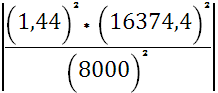 |(1,44)² * (16374,4)²|
(8000)²